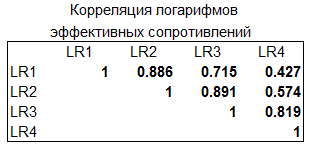 Корреляция логарифмов
эффективных сопротивлений
LR1 LR2 LR3 LR4
LR1 1 0.886 0.715 0.427
LR2 1 0.891 0.574
LR3 1 0.819
LR4 1